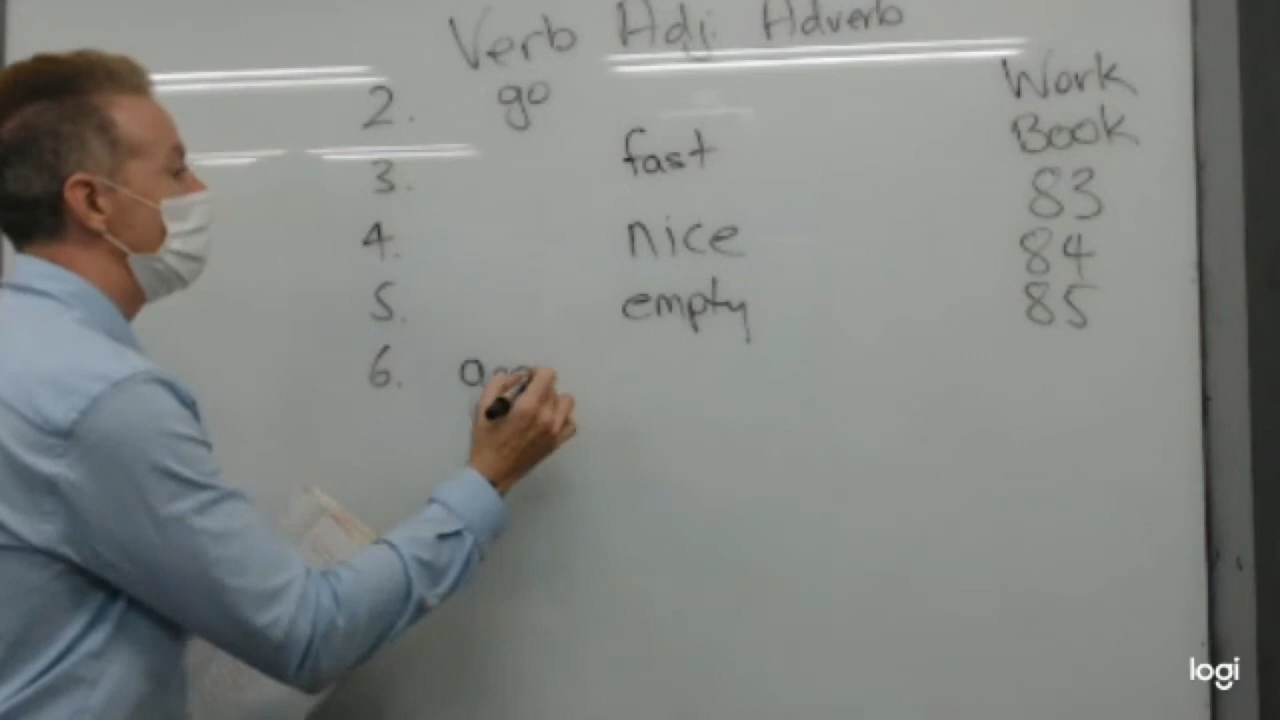 Verb Adj. Adverb
2. go
3. fast
4. nice
5. empty
6.
Work
Book
83
84
85
logi